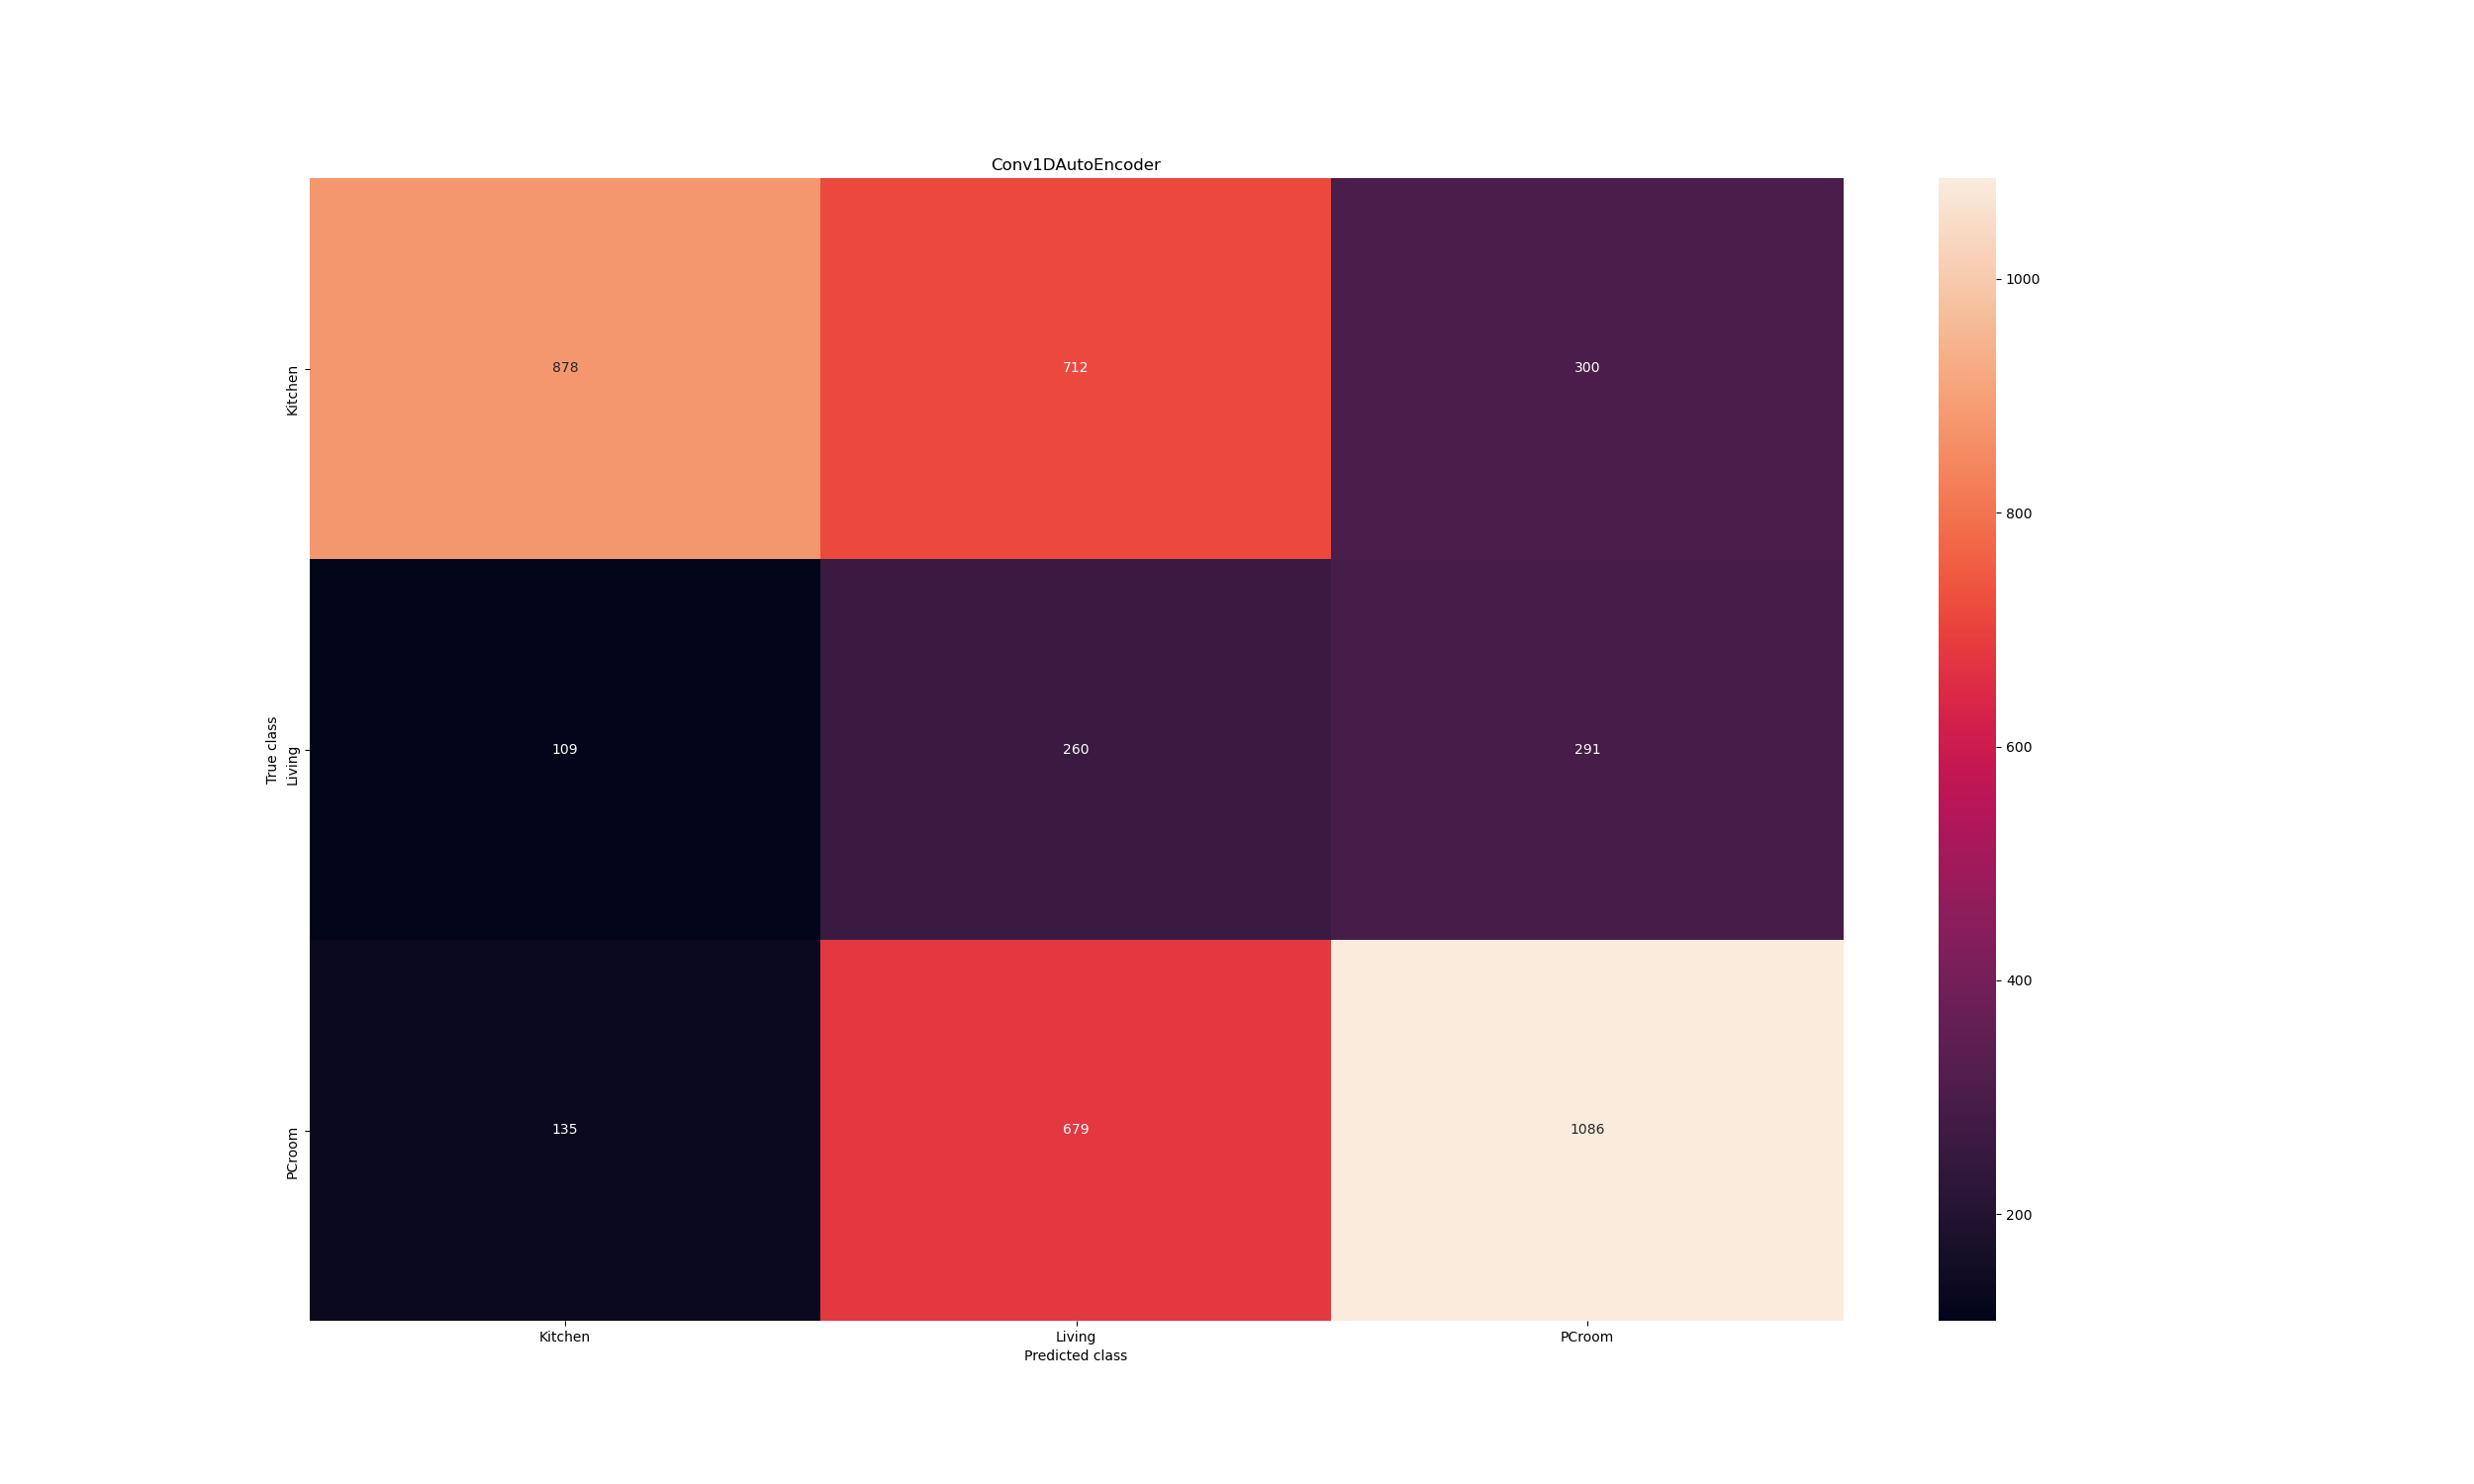 Conv1DAutoEncoder
True class
Kitchen
878 712 300
Living
109 260 291
PCroom
135 679 1086
Kitchen Living PCroom
Predicted class
1000
800
600
400
200